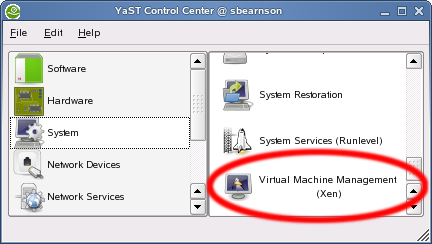 YaST Control Center @ sbearnson
File Edit Help
Software
Hardware
System
Network Devices
Network Services
System Restoration
System Services (Runlevel)
Virtual Machine Management
(Xen)